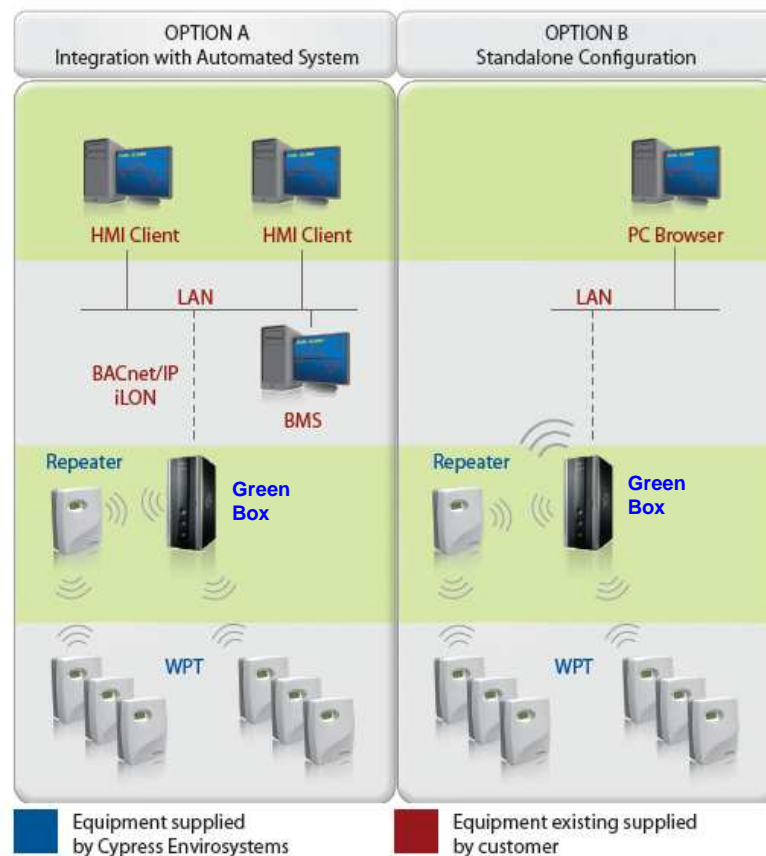 OPTION A
Integration with Automated System
OPTION B
Standalone Configuration
HMI Client
HMI Client
LAN
BACnet/IP
iLON
BMS
Repeater
Green
Box
WPT
PC Browser
LAN
Repeater
Green
Box
WPT
Equipment supplied
by Cypress Envirosystems
Equipment existing supplied
by customer